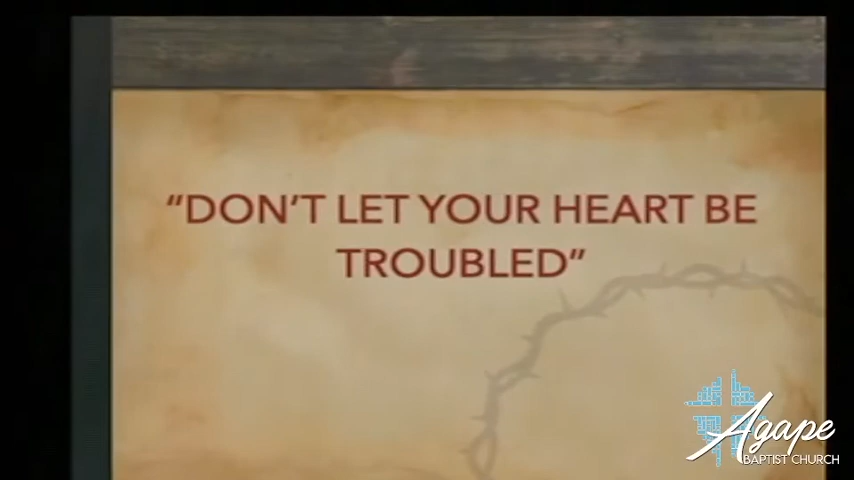 “DON’T LET YOUR HEART BE
TROUBLED”
Agape
BAPTIST CHURCH